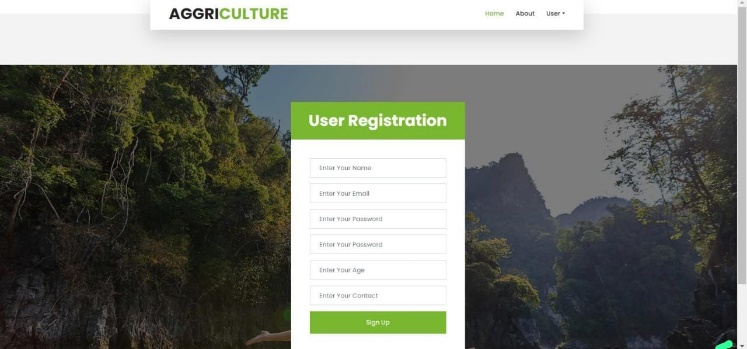 AGGRICULTURE
Home About User
User Registration
Enter Your Name
Enter Your Email
Enter Your Password
Enter Your Password
Enter Your Age
Enter Your Contact
Sign Up